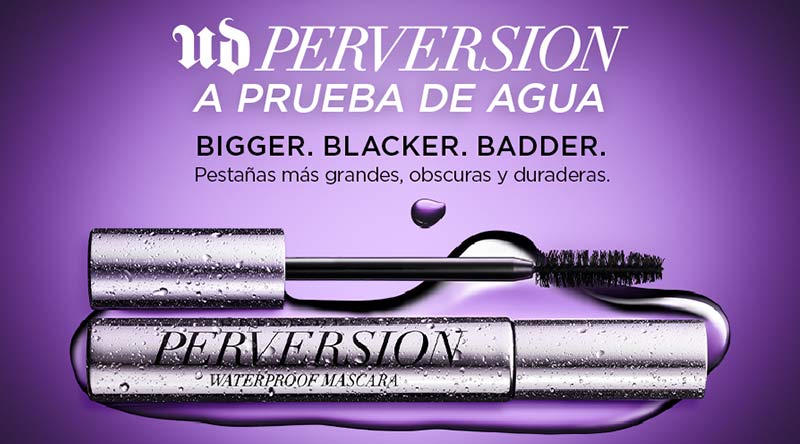 UD PERVERSION
A PRUEBA DE AGUA
BIGGER. BLACKER. BADDER.
Pestañas más grandes, obscuras y duraderas.
PERVERSION
WATERPROOF MASCARA